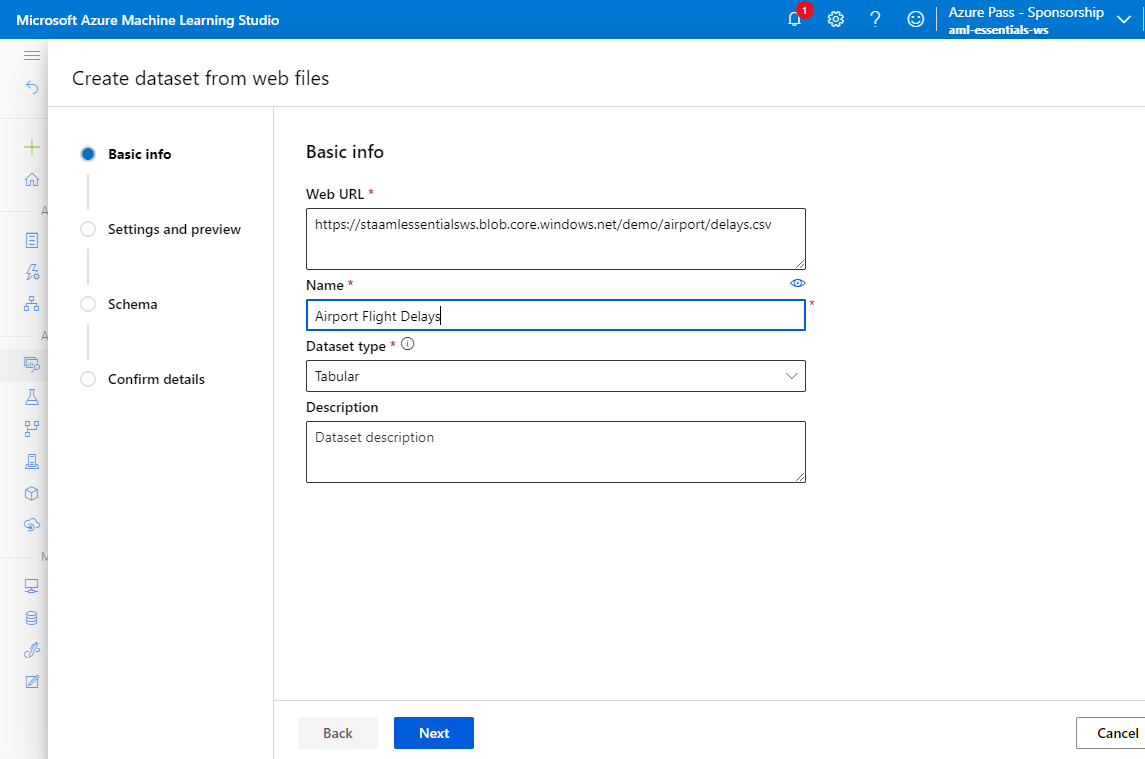 Microsoft Azure Machine Learning Studio
1
?
Azure Pass - Sponsorship
aml-essentials-ws
Create dataset from web files
A
A
M
Basic info
Settings and preview
Schema
Confirm details
Basic info
Web URL *
https://staamlessentialsws.blob.core.windows.net/demo/airport/delays.csv
Name *
Airport Flight Delays
*
Dataset type *
Tabular
Description
Dataset description
Back
Next
Cancel